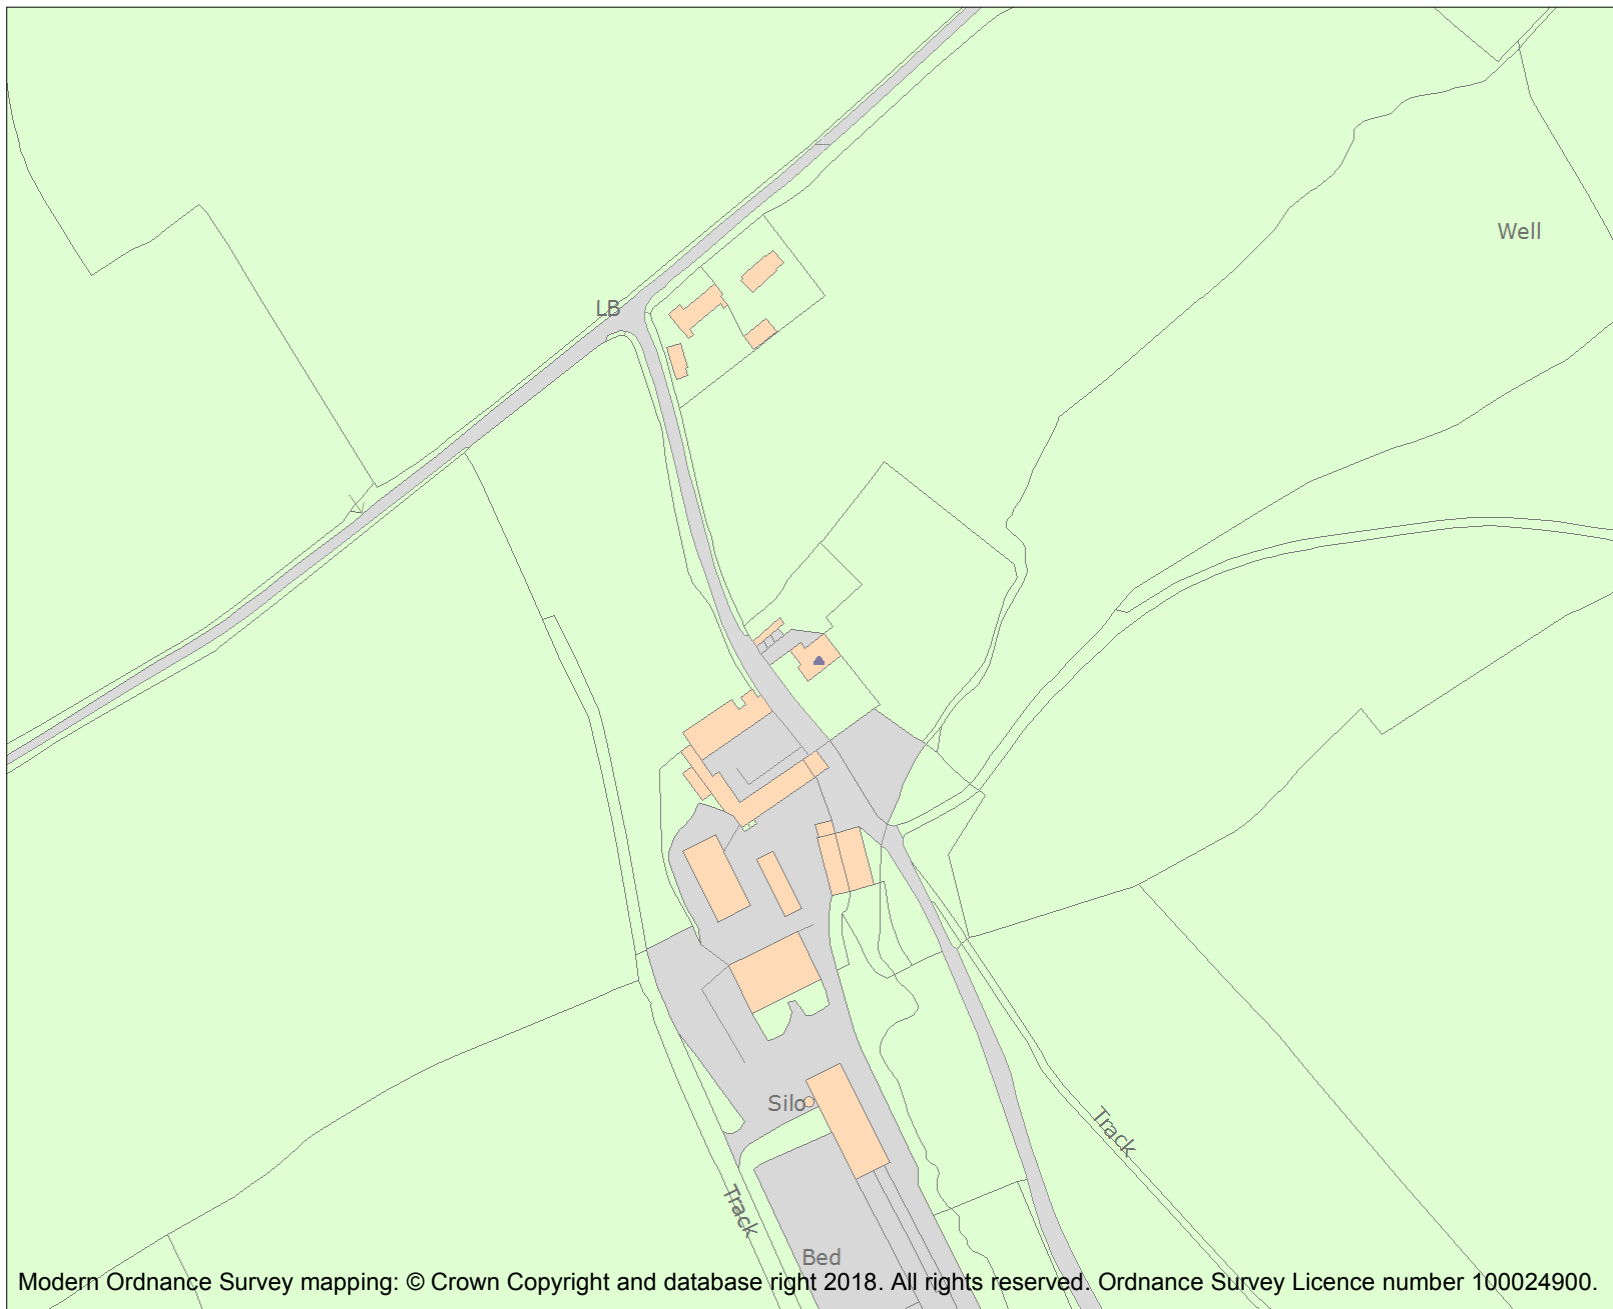 Well
LB
Silo
Track
Track
Bed
Modern Ordnance Survey mapping: © Crown Copyright and database right 2018. All rights reserved. Ordnance Survey Licence number 100024900.